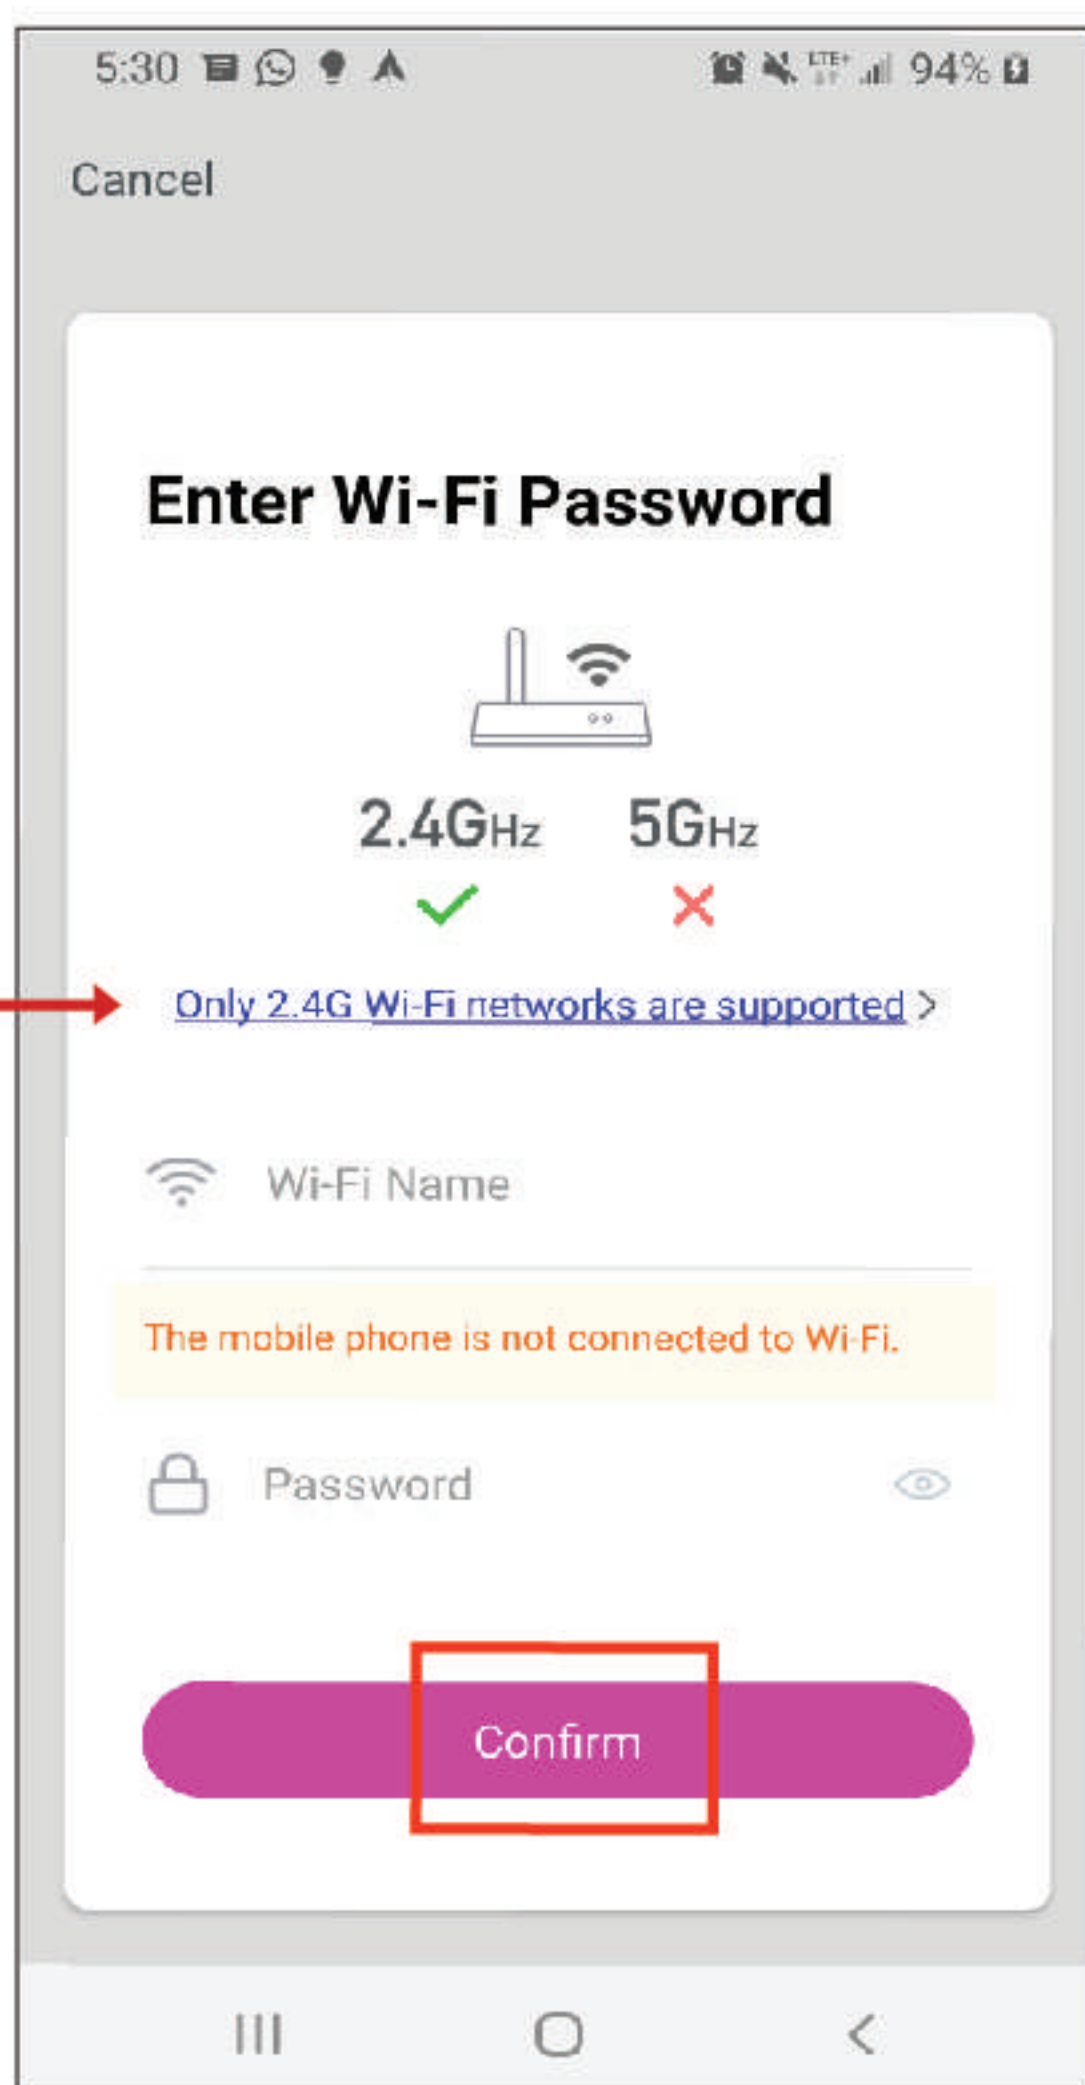 5:30 LTE+ 94%
Cancel
Enter Wi-Fi Password
2.4GHz 5GHz
Only 2.4G Wi-Fi networks are supported >
Wi-Fi Name
The mobile phone is not connected to Wi-Fi.
Password
Confirm